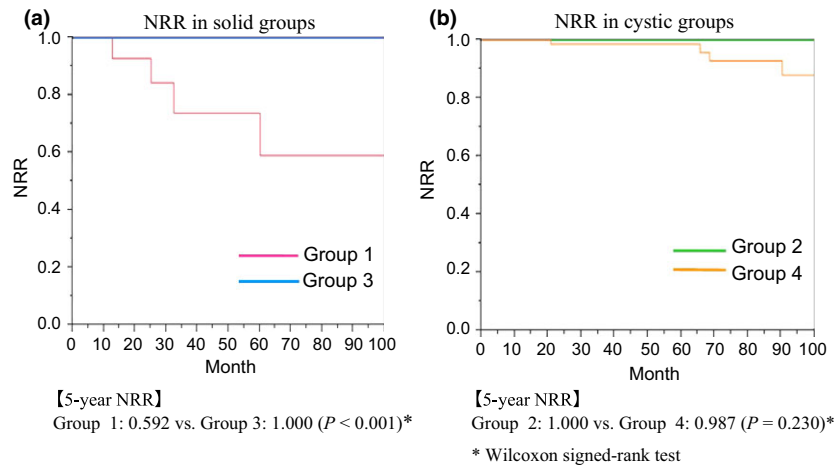 (a)
NRR in solid groups
1.0
0.8
0.6
0.4
0.2
0.0
NRR
Group 1
Group 3
0 10 20 30 40 50 60 70 80 90 100
Month
【5-year NRR】
Group 1: 0.592 vs. Group 3: 1.000 (P < 0.001)*
(b)
NRR in cystic groups
1.0
0.8
0.6
0.4
0.2
0.0
NRR
Group 2
Group 4
0 10 20 30 40 50 60 70 80 90 100
Month
【5-year NRR】
Group 2: 1.000 vs. Group 4: 0.987 (P = 0.230)*
* Wilcoxon signed-rank test